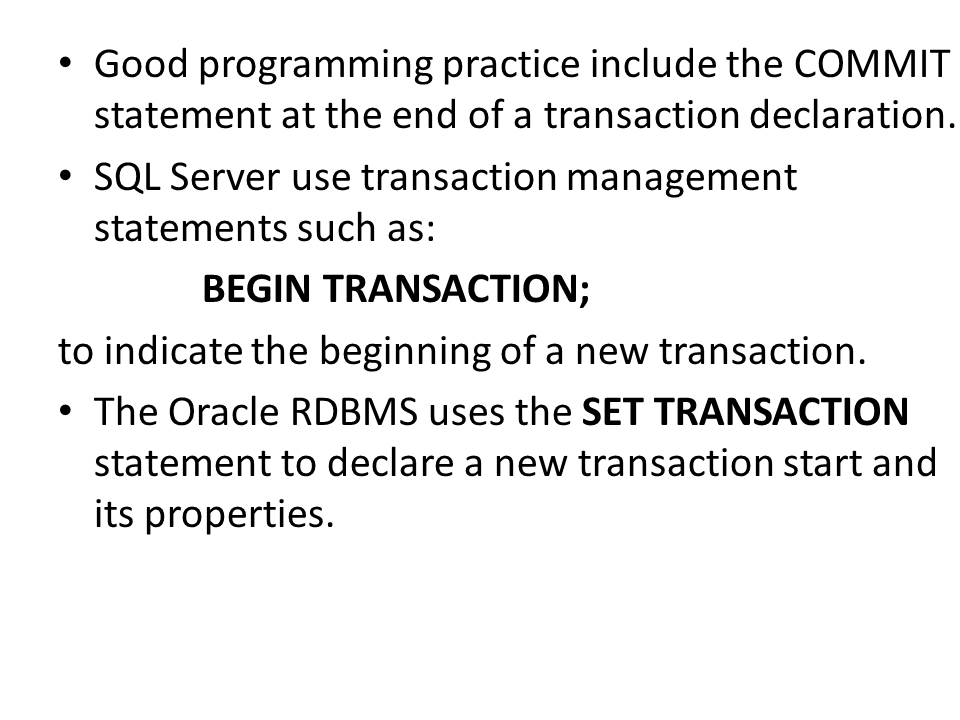 • Good programming practice include the COMMIT
statement at the end of a transaction declaration.
• SQL Server use transaction management
statements such as:
BEGIN TRANSACTION;
to indicate the beginning of a new transaction.
• The Oracle RDBMS uses the SET TRANSACTION
statement to declare a new transaction start and
its properties.